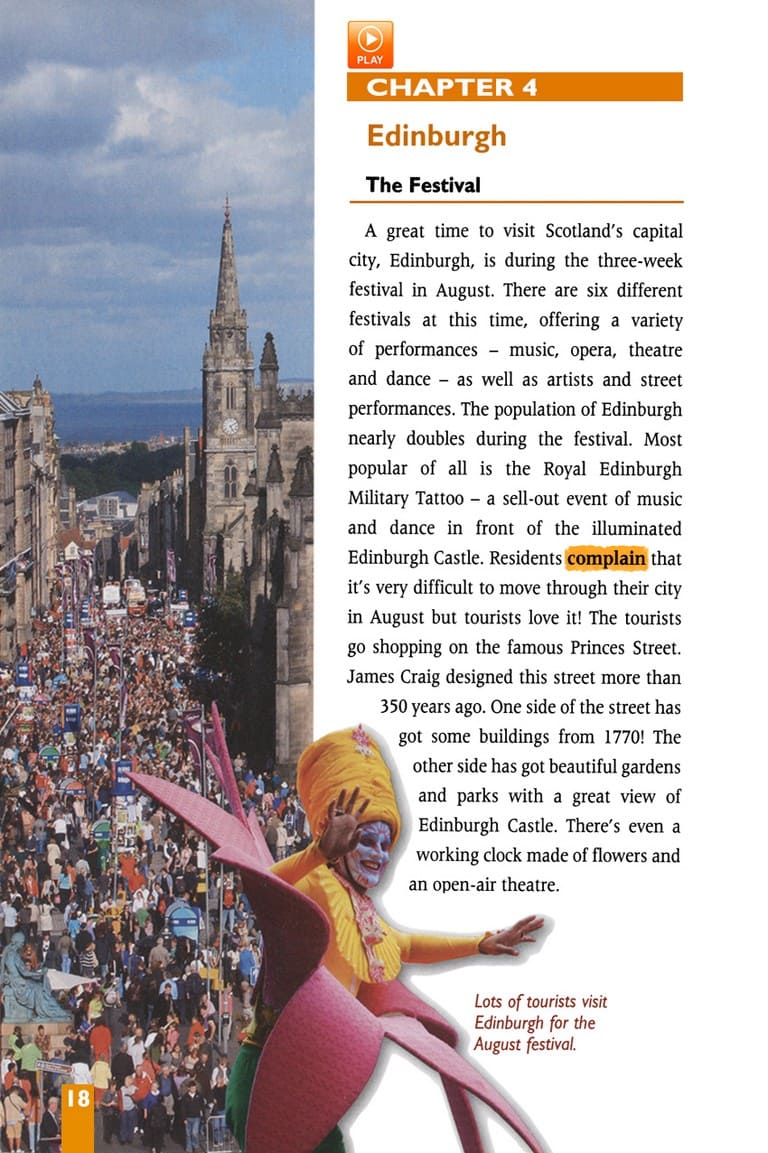 PLAY
CHAPTER 4
Edinburgh
The Festival
A great time to visit Scotland's capital
city, Edinburgh, is during the three-week
festival in August. There are six different
festivals at this time, offering a variety
of performances – music, opera, theatre
and dance – as well as artists and street
performances. The population of Edinburgh
nearly doubles during the festival. Most
popular of all is the Royal Edinburgh
Military Tattoo – a sell-out event of music
and dance in front of the illuminated
Edinburgh Castle. Residents complain that
it's very difficult to move through their city
in August but tourists love it! The tourists
go shopping on the famous Princes Street.
James Craig designed this street more than
350 years ago. One side of the street has
got some buildings from 1770! The
other side has got beautiful gardens
and parks with a great view of
Edinburgh Castle. There's even a
working clock made of flowers and
an open-air theatre.
Lots of tourists visit
Edinburgh for the
August festival.
18